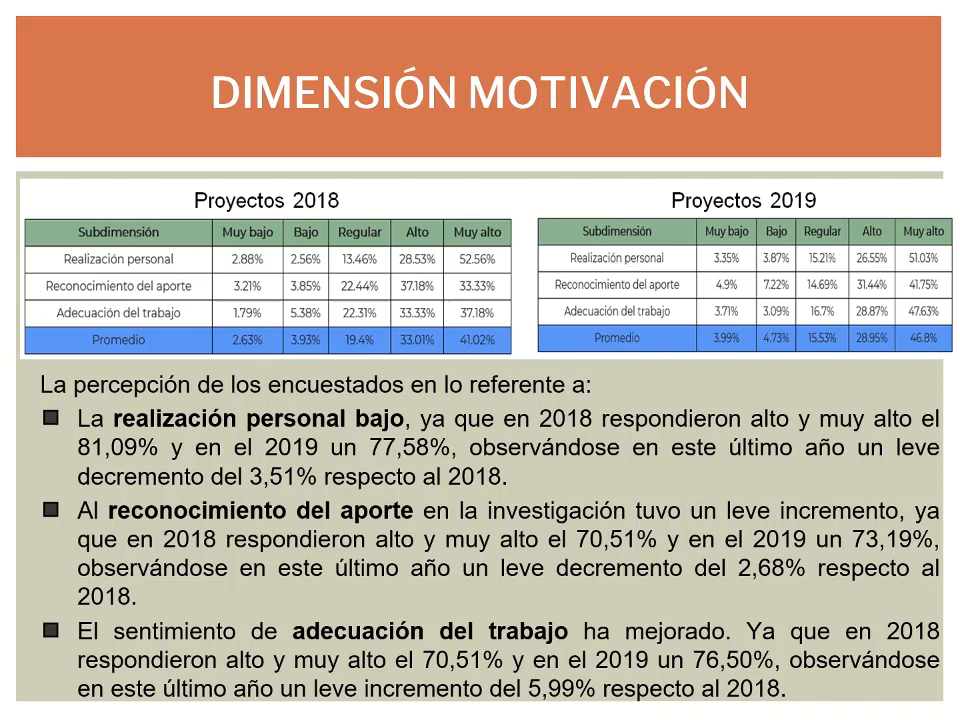 DIMENSIÓN MOTIVACIÓN
Proyectos 2018
Subdimensión Muy bajo Bajo Regular Alto Muy alto
Realización personal 2.88% 2.56% 13.46% 28.53% 52.56%
Reconocimiento del aporte 3.21% 3.85% 22.44% 37.18% 33.33%
Adecuación del trabajo 1.79% 5.38% 22.31% 33.33% 37.18%
Promedio 2.63% 3.93% 19.4% 33.01% 41.02%
Proyectos 2019
Subdimensión Muy bajo Bajo Regular Alto Muy alto
Realización personal 3.35% 3.87% 15.21% 26.55% 51.03%
Reconocimiento del aporte 4.9% 7.22% 14.69% 31.44% 41.75%
Adecuación del trabajo 3.71% 3.09% 16.7% 28.87% 47.63%
Promedio 3.99% 4.73% 15.53% 28.95% 46.8%
La percepción de los encuestados en lo referente a:
La realización personal bajo, ya que en 2018 respondieron alto y muy alto el
81,09% y en el 2019 un 77,58%, observándose en este último año un leve
decremento del 3,51% respecto al 2018.
Al reconocimiento del aporte en la investigación tuvo un leve incremento, ya
que en 2018 respondieron alto y muy alto el 70,51% y en el 2019 un 73,19%,
observándose en este último año un leve decremento del 2,68% respecto al
2018.
El sentimiento de adecuación del trabajo ha mejorado. Ya que en 2018
respondieron alto y muy alto el 70,51% y en el 2019 un 76,50%, observándose
en este último año un leve incremento del 5,99% respecto al 2018.